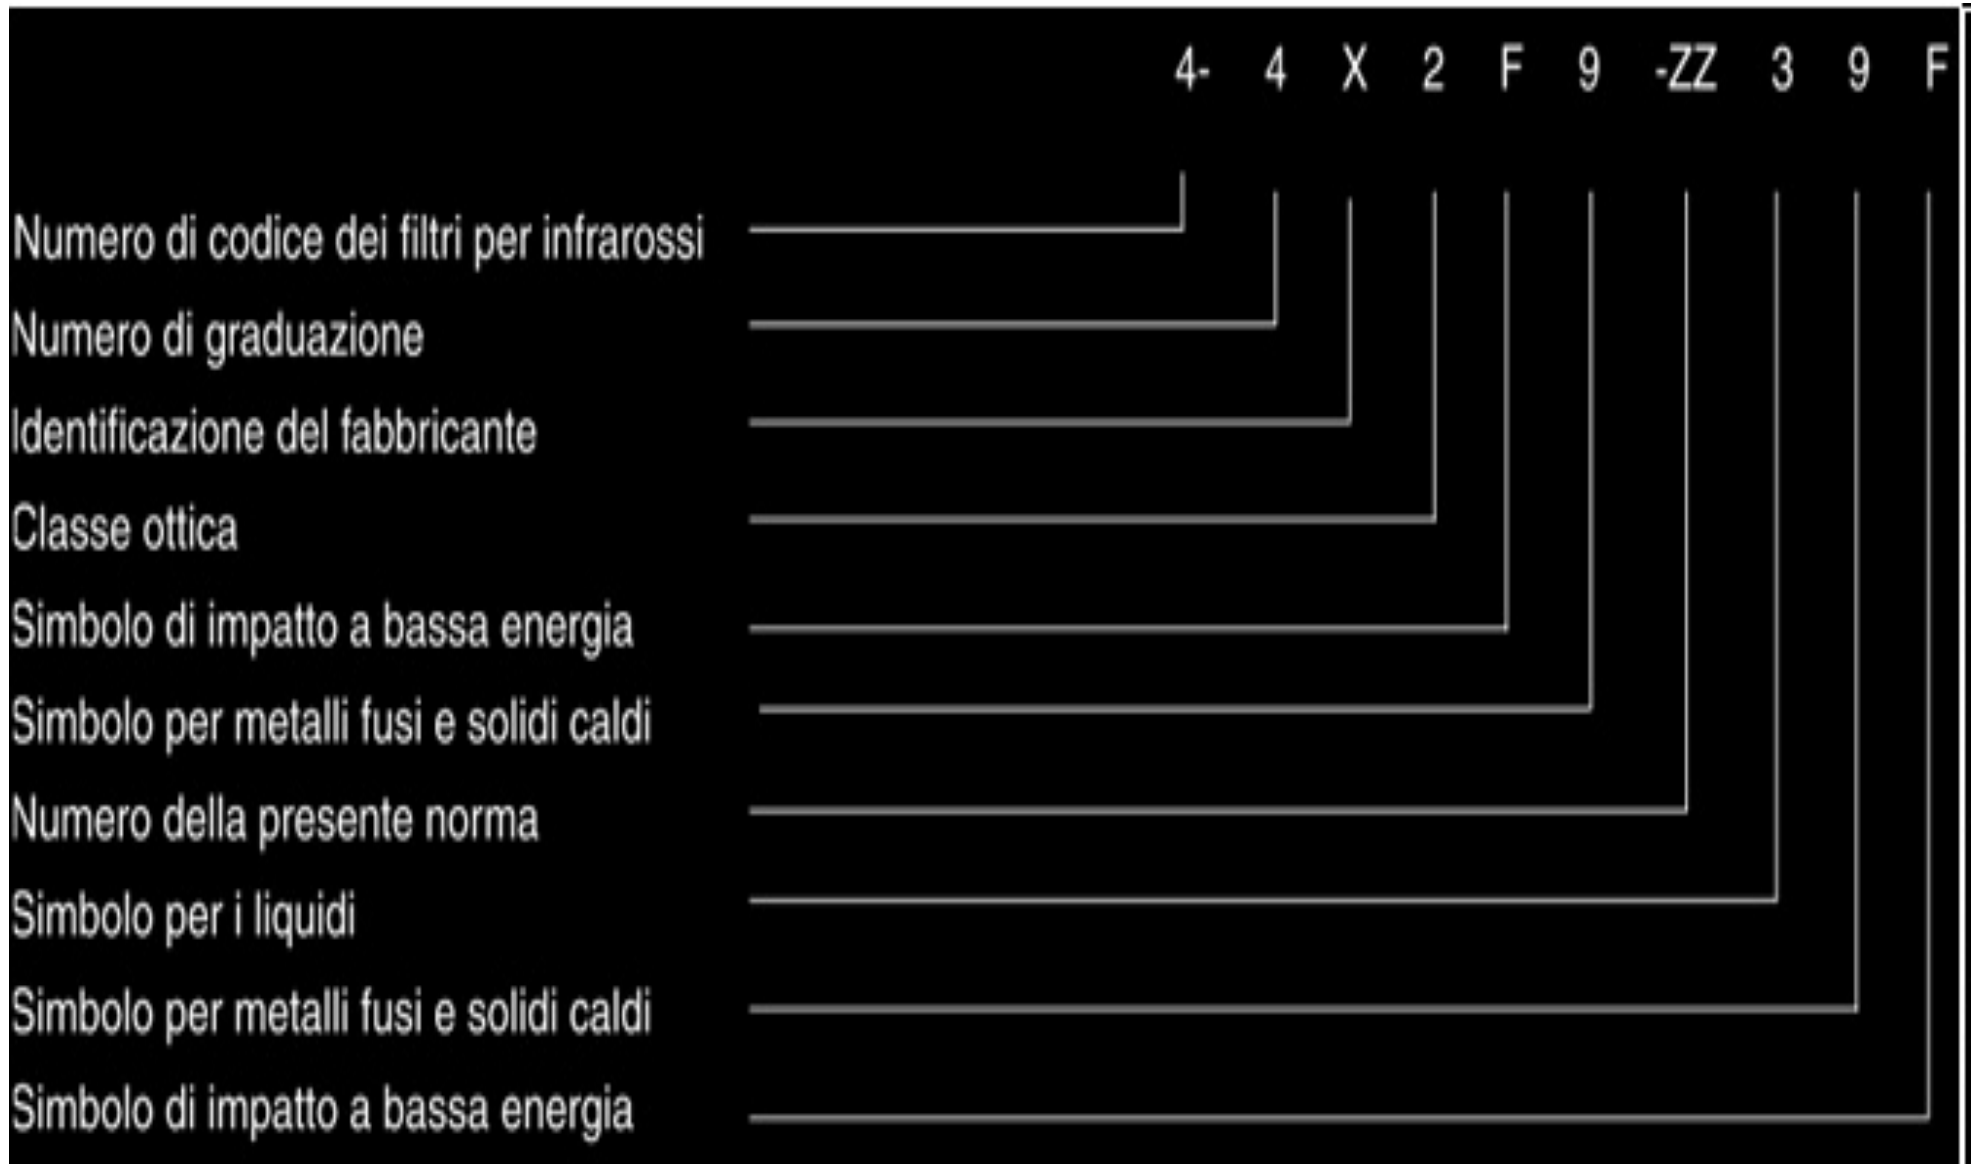 4- 4 X 2 F 9 -ZZ 3 9 F
Numero di codice dei filtri per infrarossi
Numero di graduazione
Identificazione del fabbricante
Classe ottica
Simbolo di impatto a bassa energia
Simbolo per metalli fusi e solidi caldi
Numero della presente norma
Simbolo per i liquidi
Simbolo per metalli fusi e solidi caldi
Simbolo di impatto a bassa energia